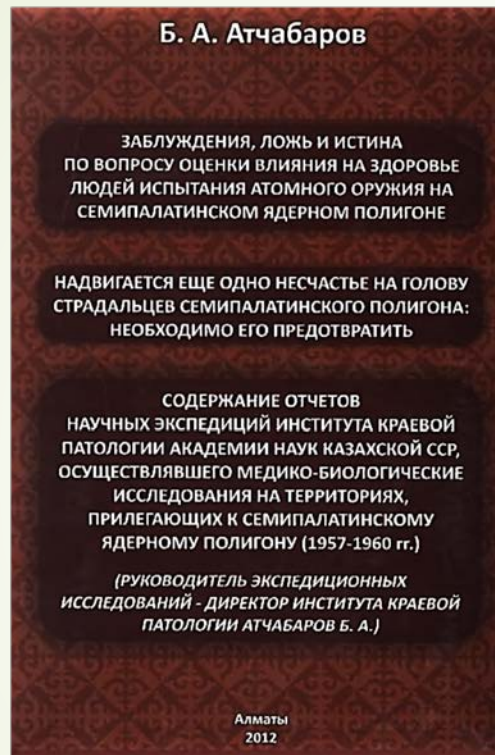 Б. А. Атчабаров
ЗАБЛУЖДЕНИЯ, ЛОЖЬ И ИСТИНА
ПО ВОПРОСУ ОЦЕНКИ ВЛИЯНИЯ НА ЗДОРОВЬЕ
ЛЮДЕЙ ИСПЫТАНИЯ АТОМНОГО ОРУЖИЯ НА
СЕМИПАЛАТИНСКОМ ЯДЕРНОМ ПОЛИГОНЕ
НАДВИГАЕТСЯ ЕЩЕ ОДНО НЕСЧАСТЬЕ НА ГОЛОВУ
СТРАДАЛЬЦЕВ СЕМИПАЛАТИНСКОГО ПОЛИГОНА:
НЕОБХОДИМО ЕГО ПРЕДОТВРАТИТЬ
СОДЕРЖАНИЕ ОТЧЕТОВ
НАУЧНЫХ ЭКСПЕДИЦИЙ ИНСТИТУТА КРАЕВОЙ
ПАТОЛОГИИ АКАДЕМИИ НАУК КАЗАХСКОЙ ССР,
ОСУЩЕСТВЛЯВШЕГО МЕДИКО-БИОЛОГИЧЕСКИЕ
ИССЛЕДОВАНИЯ НА ТЕРРИТОРИЯХ,
ПРИЛЕГАЮЩИХ К СЕМИПАЛАТИНСКОМУ
ЯДЕРНОМУ ПОЛИГОНУ (1957-1960 гг.)
(РУКОВОДИТЕЛЬ ЭКСПЕДИЦИОННЫХ
ИССЛЕДОВАНИЙ - ДИРЕКТОР ИНСТИТУТА КРАЕВОЙ
ПАТОЛОГИИ АТЧАБАРОВ Б. А.)
Алматы
2012